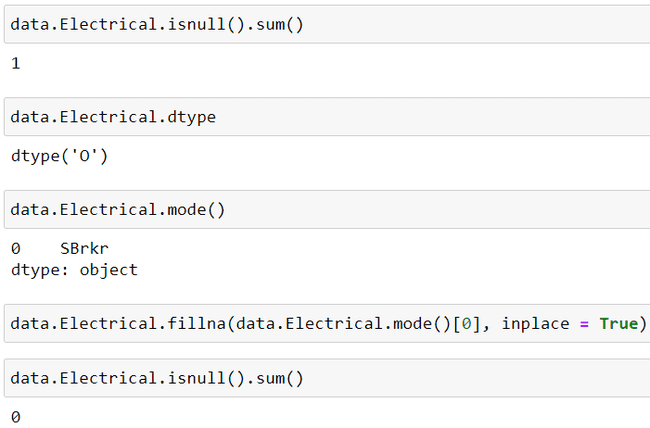 data.Electrical.isnull().sum()
1
data.Electrical.dtype
dtype('O')
data.Electrical.mode()
0    SBrkr
dtype: object
data.Electrical.fillna(data.Electrical.mode()[0], inplace = True)
data.Electrical.isnull().sum()
0